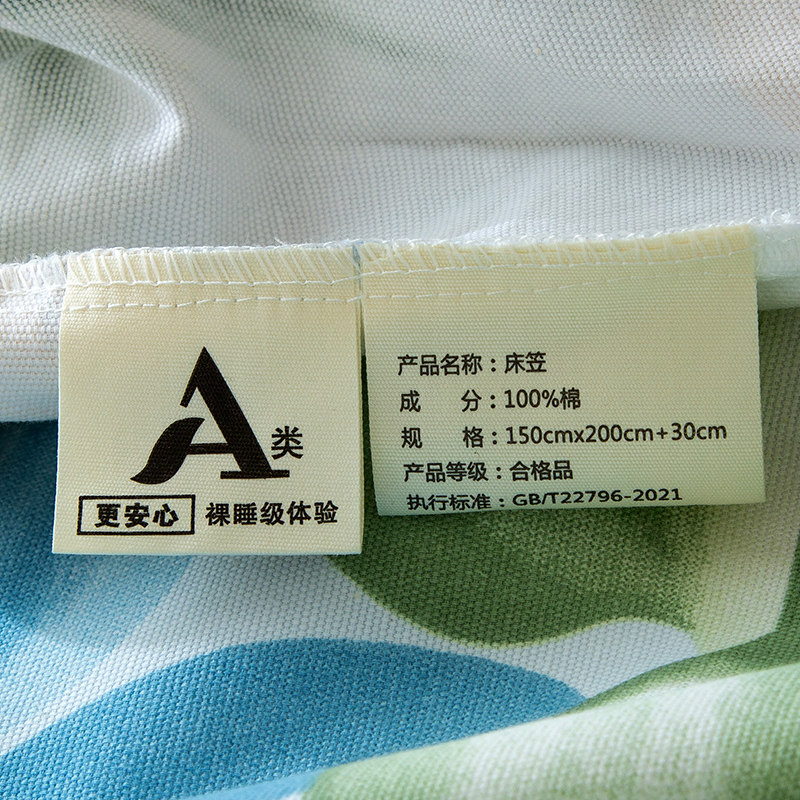 A类
更安心 裸睡级体验
产品名称：床笠
成 分：100%棉
规 格：150cmx200cm+30cm
产品等级：合格品
执行标准：GB/T22796-2021